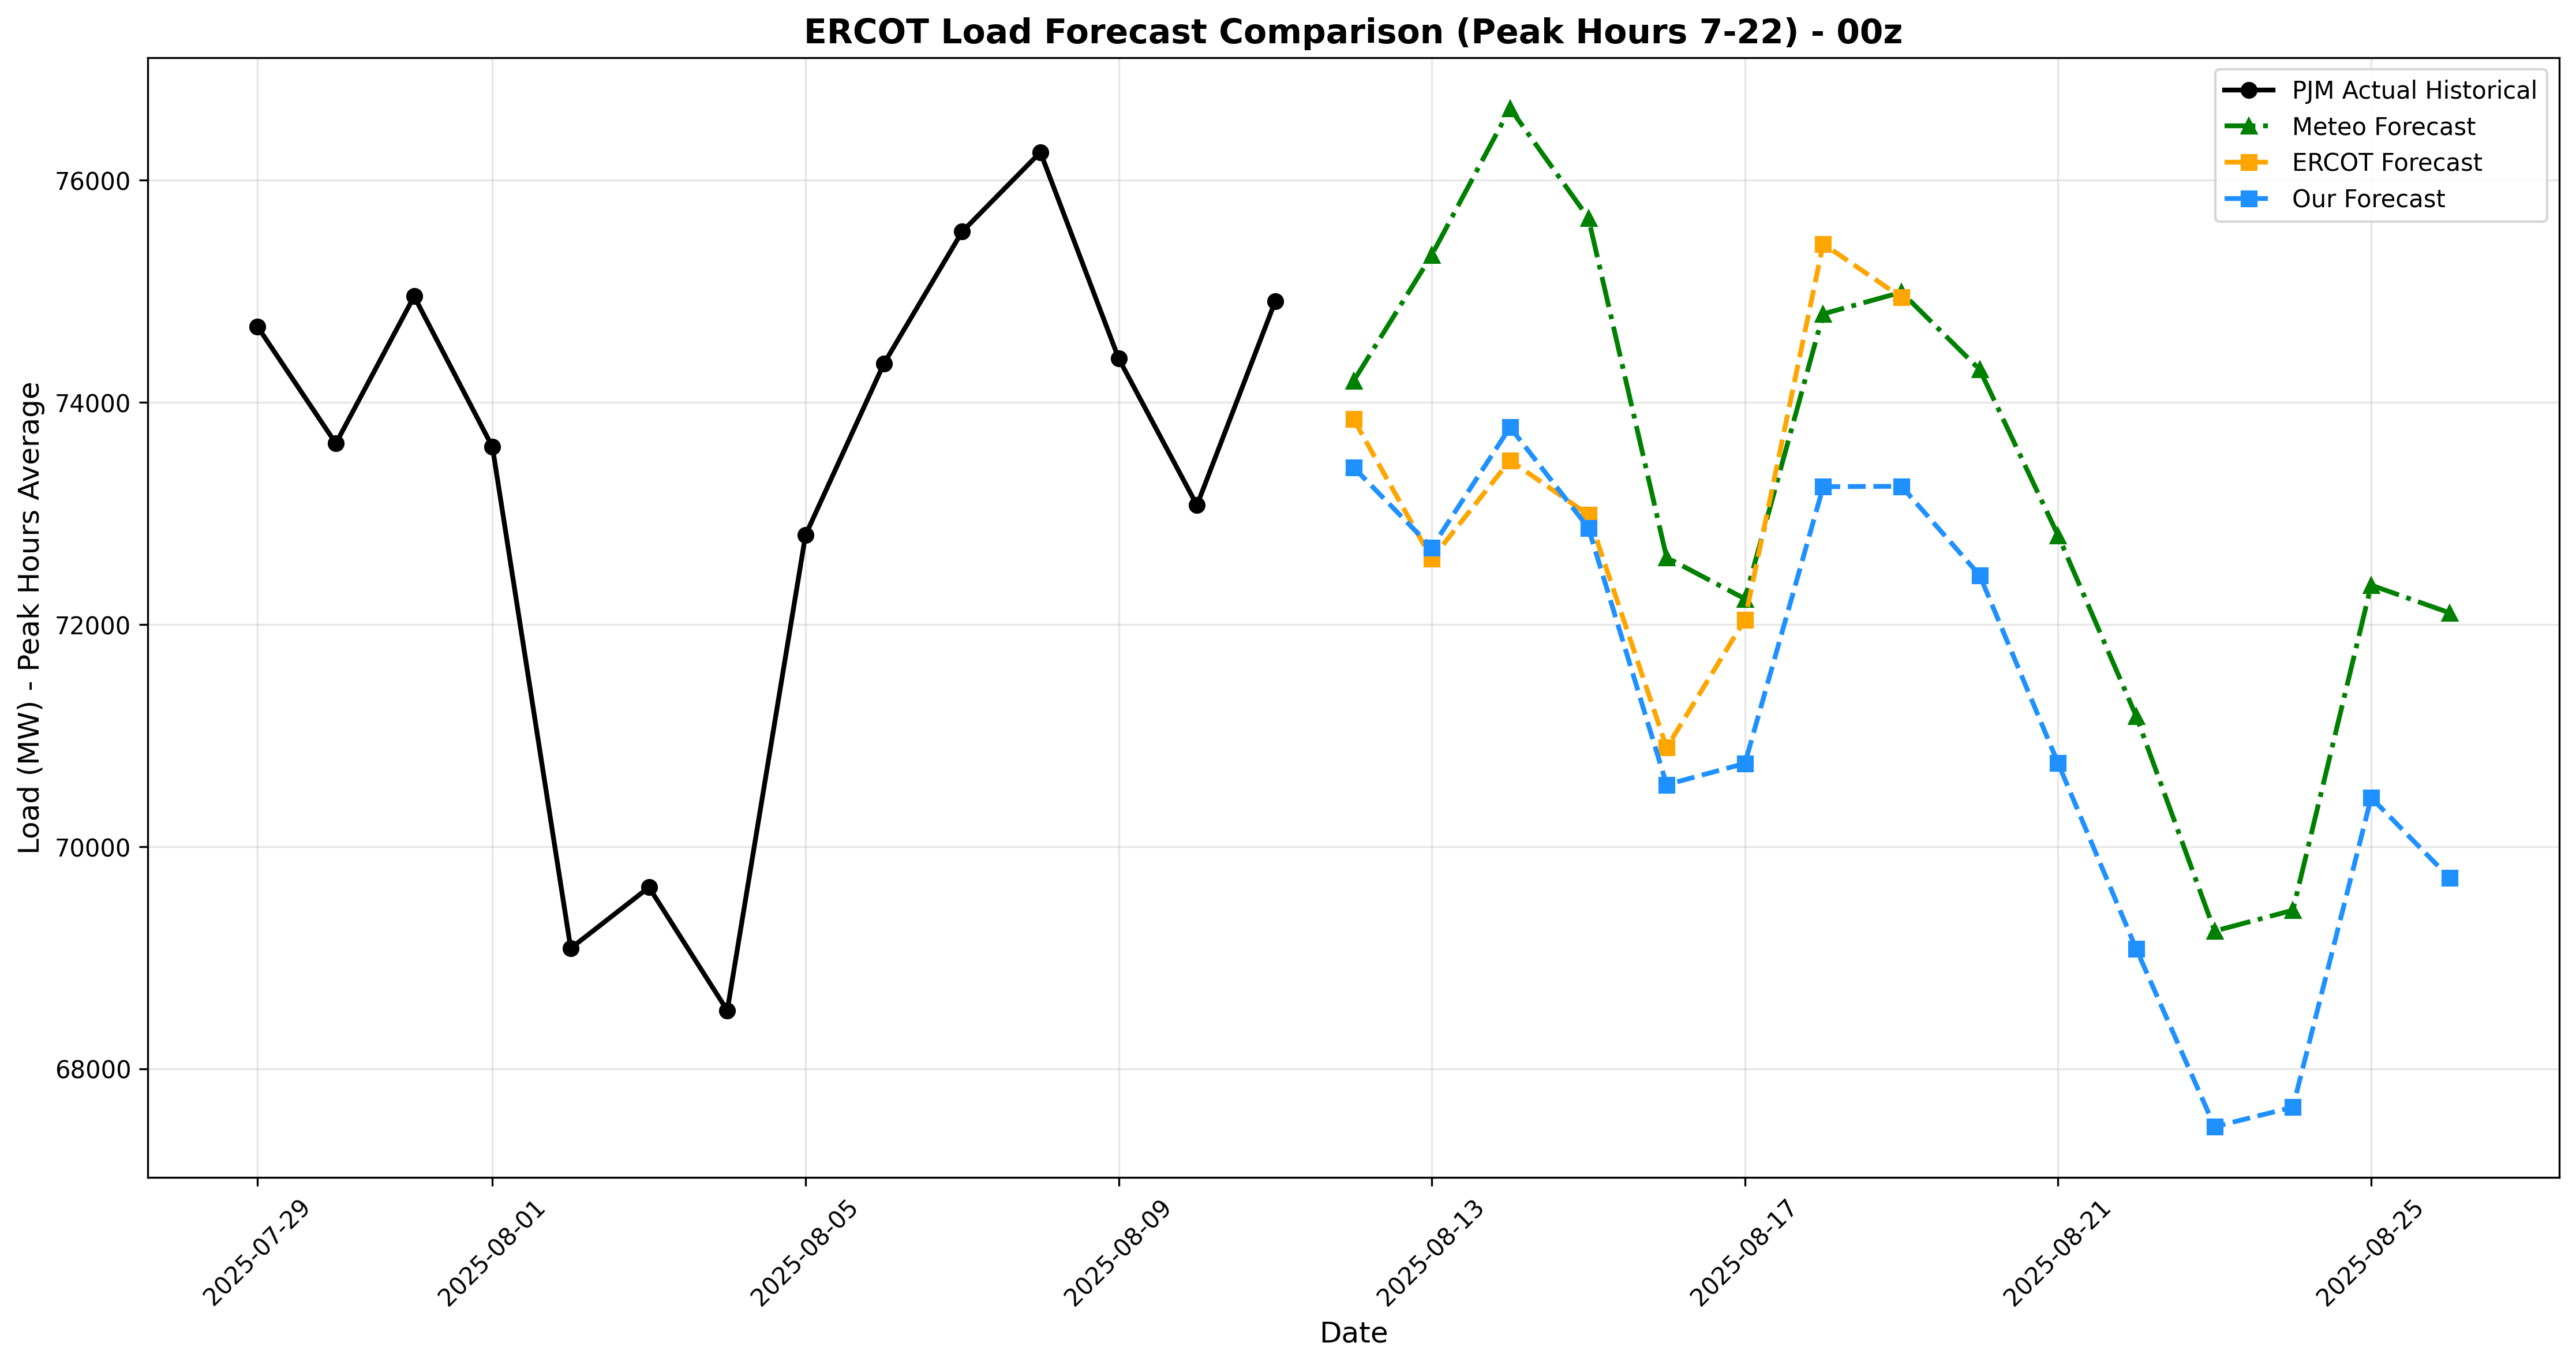 ERCOT Load Forecast Comparison (Peak Hours 7-22) - 00z
PJM Actual Historical
Meteo Forecast
ERCOT Forecast
Our Forecast
Load (MW) - Peak Hours Average
76000
74000
72000
70000
68000
2025-07-29
2025-08-01
2025-08-05
2025-08-09
2025-08-13
2025-08-17
2025-08-21
2025-08-25
Date